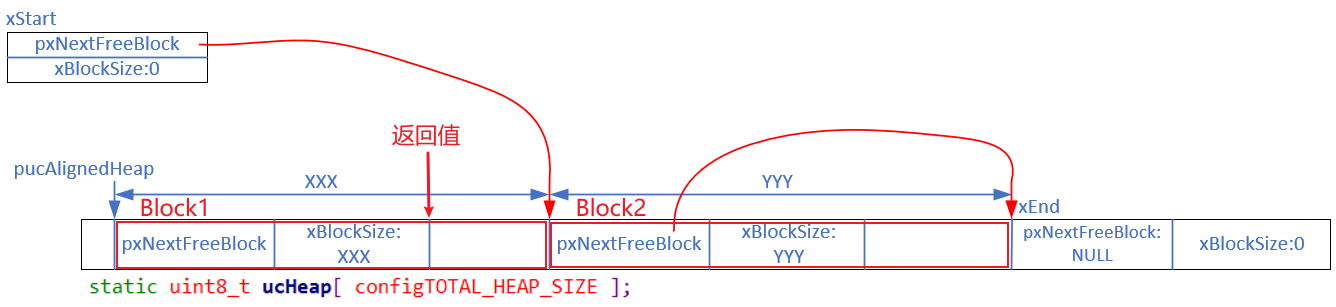 xStart
pxNextFreeBlock
xBlockSize:0
返回值
pucAlignedHeap
XXX
YYY
Block1
Block2
xEnd
pxNextFreeBlock
xBlockSize:
XXX
pxNextFreeBlock
xBlockSize:
YYY
pxNextFreeBlock:
NULL
xBlockSize:0
static uint8_t ucHeap[ configTOTAL_HEAP_SIZE ];